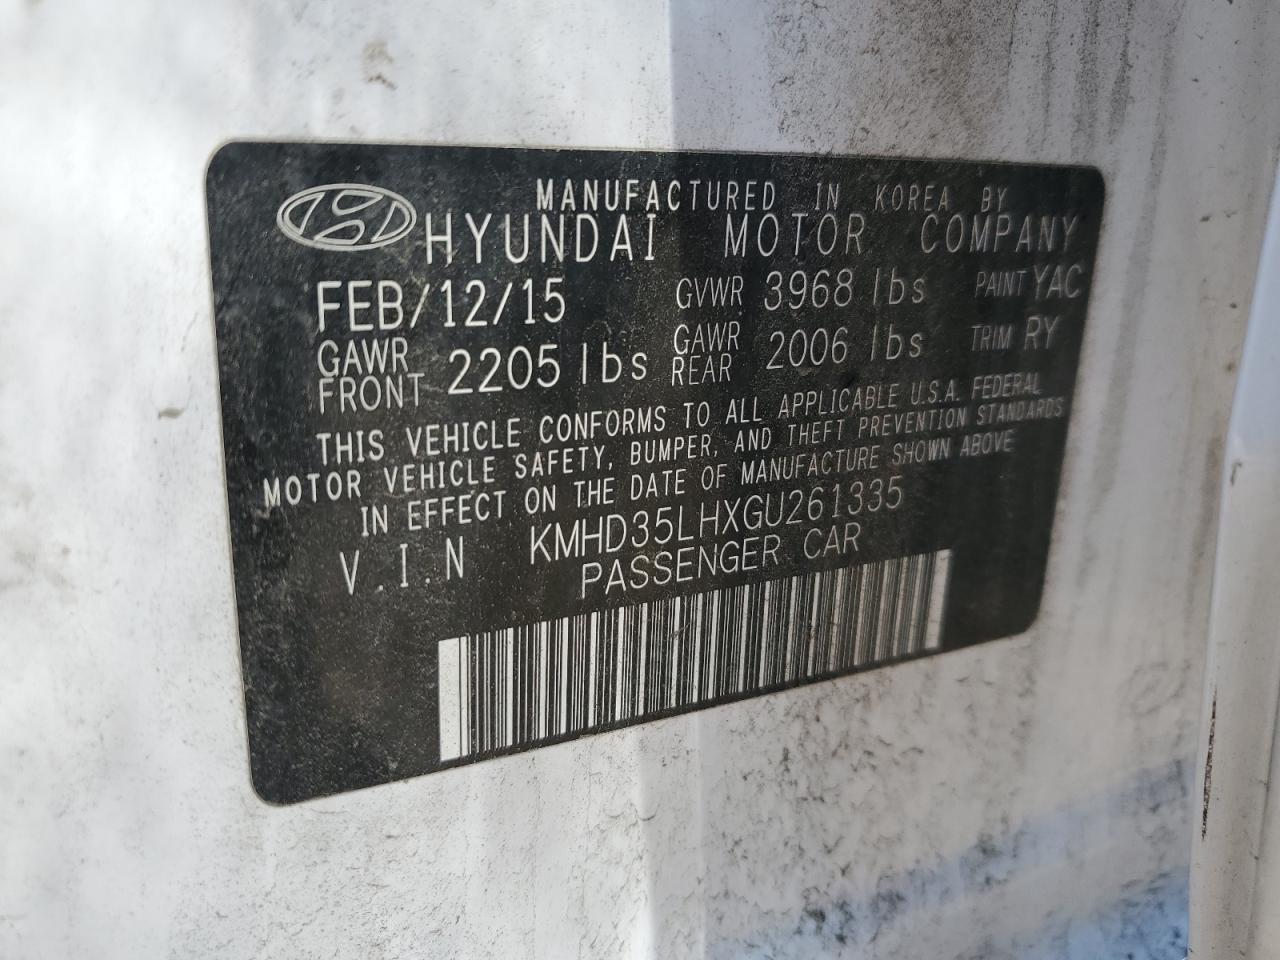 MANUFACTURED IN KOREA BY
HYUNDAI MOTOR COMPANY
FEB/12/15 GVWR 3968 lbs PAINT YAC
GAWR FRONT 2205 lbs GAWR REAR 2006 lbs TRIM RY
THIS VEHICLE CONFORMS TO ALL APPLICABLE U.S.A. FEDERAL
MOTOR VEHICLE SAFETY, BUMPER, AND THEFT PREVENTION STANDARDS
IN EFFECT ON THE DATE OF MANUFACTURE SHOWN ABOVE
V.I.N KMHD35LHXGU261335
PASSENGER CAR